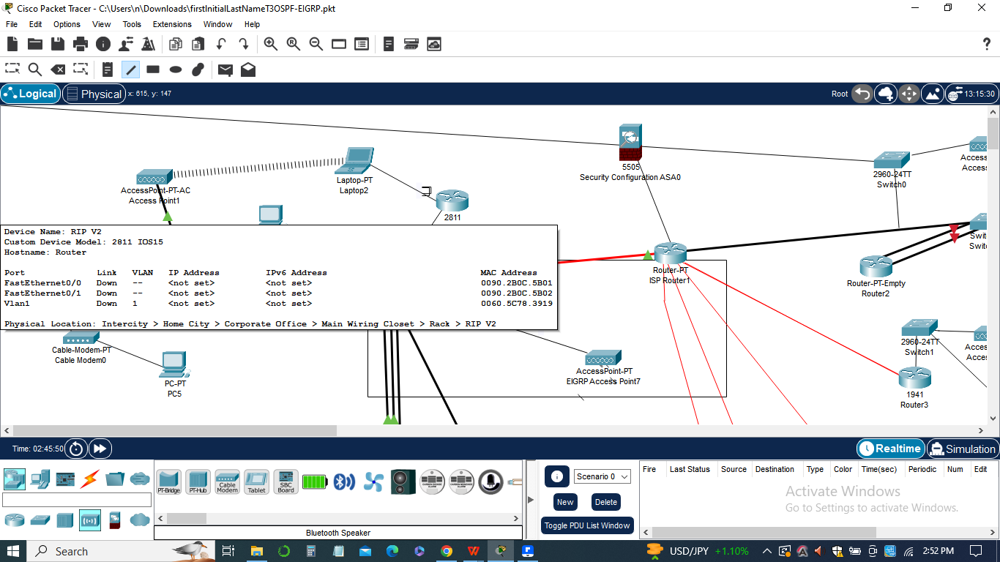 Cisco Packet Tracer - C:\Users\n\Downloads\firstInitialLastNameT3OSPF-EIGRP.pkt
File Edit Options View Tools Extensions Window Help
Logical Physical x: 615, y: 147 Root 13:15:30
5505
Security Configuration ASA0
Laptop-PT
Laptop2
AccessPoint-PT-AC
Access Point1
2811
2960-24TT
Switch0
Access
Acces
Device Name: RIP V2
Custom Device Model: 2811 IOS15
Hostname: Router
Port Link VLAN IP Address IPv6 Address MAC Address
FastEthernet0/0 Down -- <not set> <not set> 0090.2B0C.5B01
FastEthernet0/1 Down -- <not set> <not set> 0090.2B0C.5B02
Vlan1 Down 1 <not set> <not set> 0060.5C78.3919
Physical Location: Intercity > Home City > Corporate Office > Main Wiring Closet > Rack > RIP V2
Router-PT
ISP Router1
Swit
Switc
Router-PT-Empty
Router2
Cable-Modem-PT
Cable Modem0
PC-PT
PC5
AccessPoint-PT
EIGRP Access Point7
2960-24TT
Switch1
Access
Acces
1941
Router3
Time: 02:45:50 Realtime Simulation
PT-Bridge PT-Hub Cable Modem Tablet SBC Board
Bluetooth Speaker
Scenario 0
New Delete
Toggle PDU List Window
Fire Last Status Source Destination Type Color Time(sec) Periodic Num Edit
Activate Windows
Go to Settings to activate Windows.
Search USD/JPY +1.10% 2:52 PM